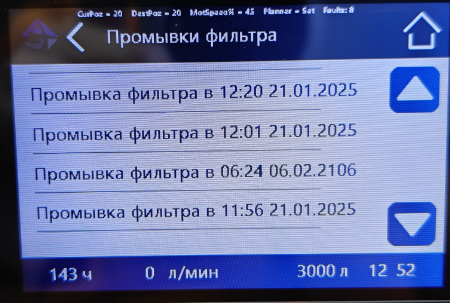 CurPoz = 20 DestPoz = 20 MotSpeed% = 45 Planner = Set Faults: 0
Промывки фильтра
Промывка фильтра в 12:20 21.01.2025
Промывка фильтра в 12:01 21.01.2025
Промывка фильтра в 06:24 06.02.2106
Промывка фильтра в 11:56 21.01.2025
143 ч 0 л/мин 3000 л 12 52